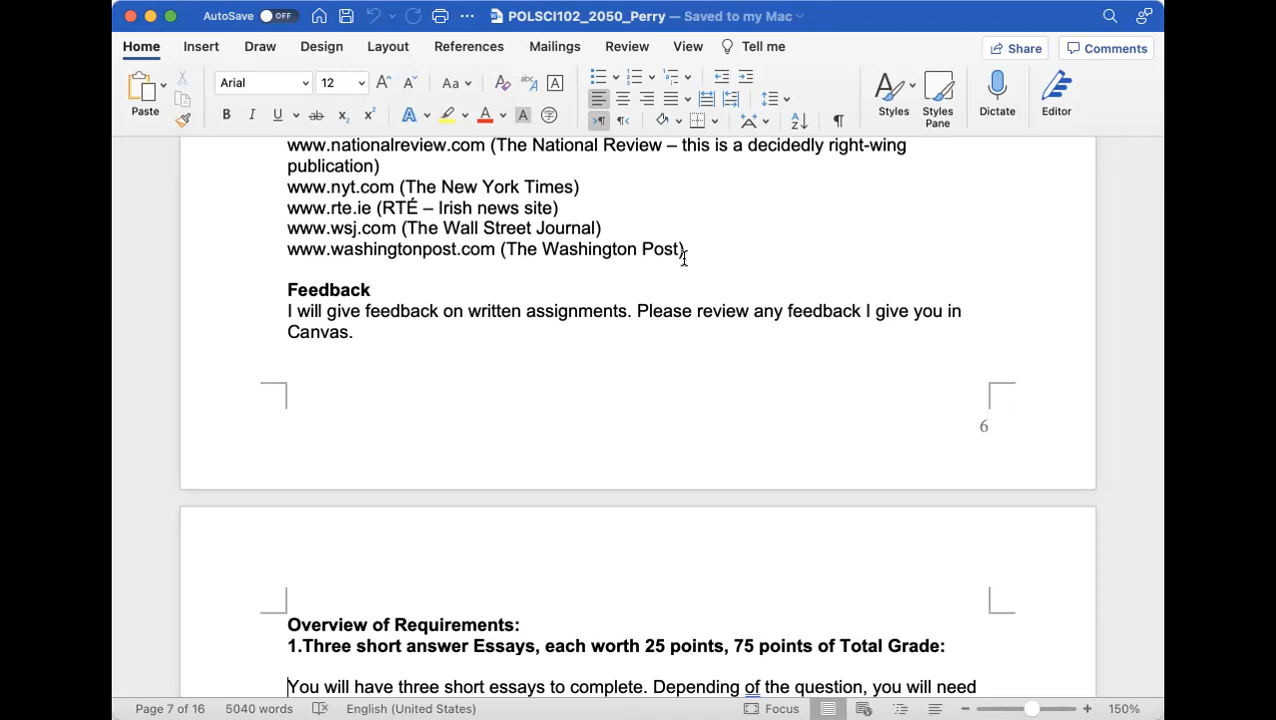 AutoSave OFF POLSCI102_2050_Perry — Saved to my Mac
Home Insert Draw Design Layout References Mailings Review View Tell me Share Comments
Paste Arial 12 Aa Styles Styles Pane Dictate Editor
www.nationalreview.com (The National Review – this is a decidedly right-wing
publication)
www.nyt.com (The New York Times)
www.rte.ie (RTÉ – Irish news site)
www.wsj.com (The Wall Street Journal)
www.washingtonpost.com (The Washington Post)
Feedback
I will give feedback on written assignments. Please review any feedback I give you in
Canvas.
6
Overview of Requirements:
1.Three short answer Essays, each worth 25 points, 75 points of Total Grade:
You will have three short essays to complete. Depending of the question, you will need
Page 7 of 16 5040 words English (United States) Focus 150%